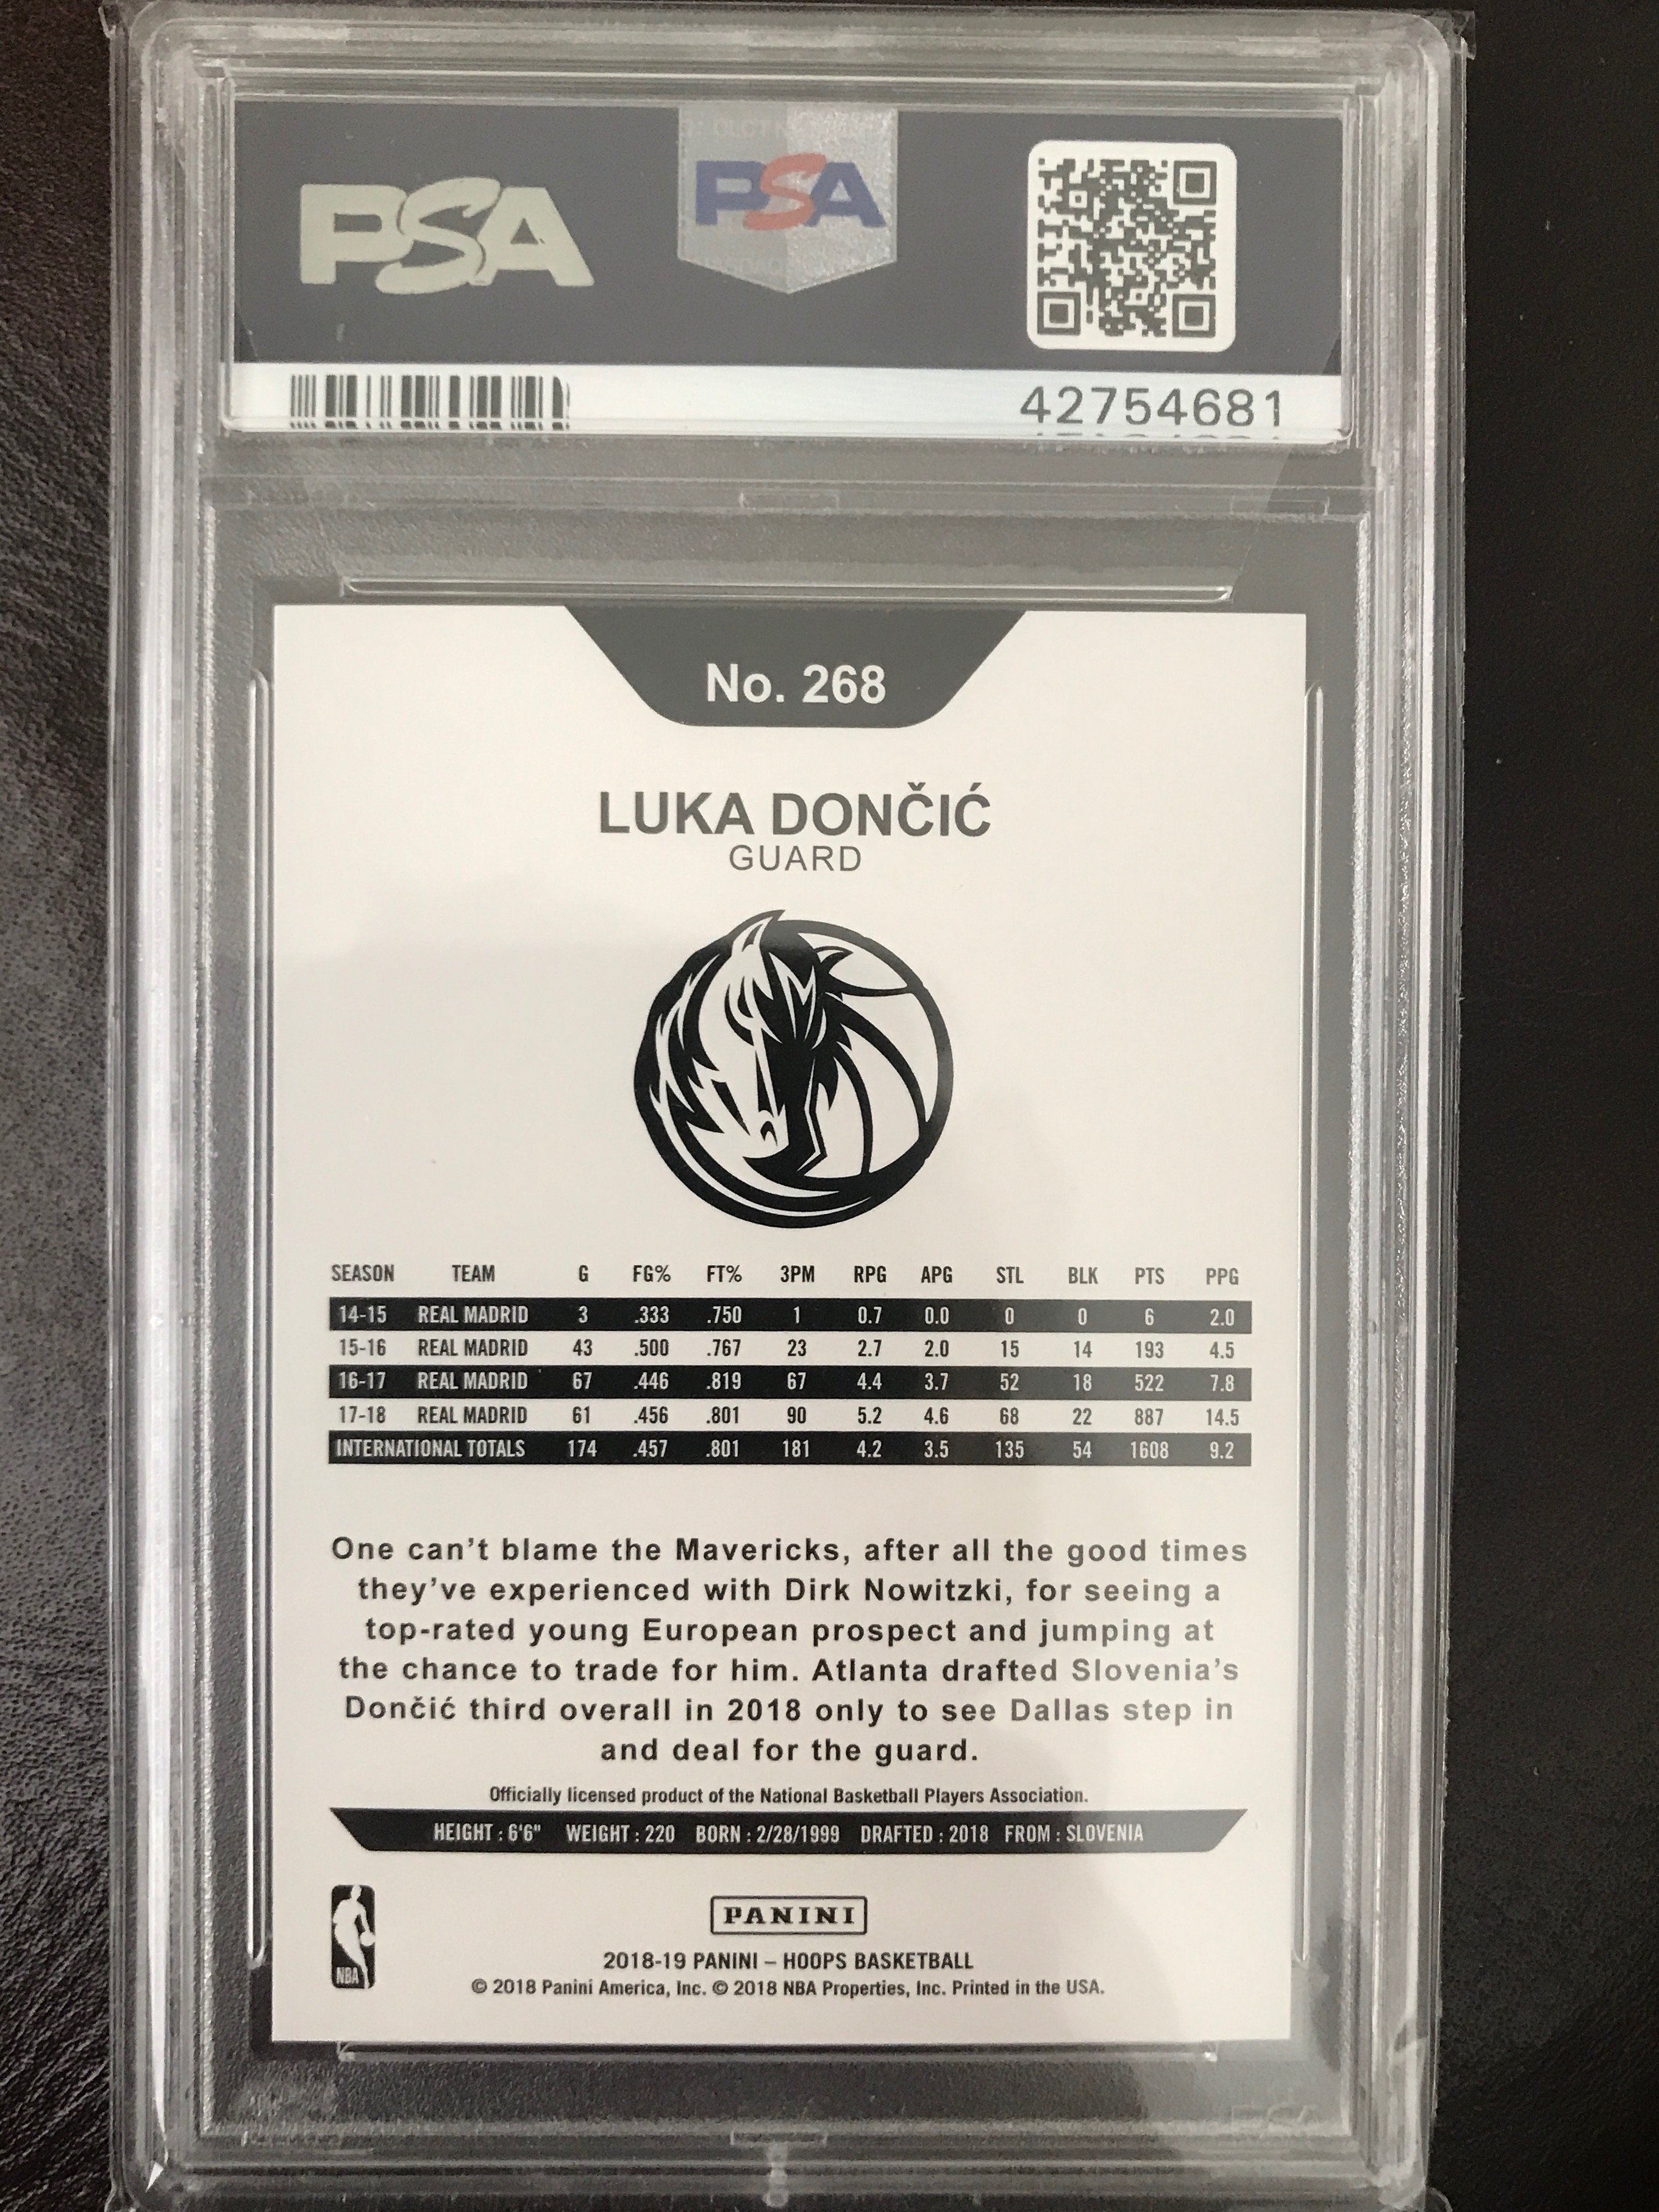 PSA
PSA
42754681
No. 268
LUKA DONČIĆ
GUARD
SEASON TEAM G FG% FT% 3PM RPG APG STL BLK PTS PPG
14-15 REAL MADRID 3 .333 .750 1 0.7 0.0 0 0 6 2.0
15-16 REAL MADRID 43 .500 .767 23 2.7 2.0 15 14 193 4.5
16-17 REAL MADRID 67 .446 .819 67 4.4 3.7 52 18 522 7.8
17-18 REAL MADRID 61 .456 .801 90 5.2 4.6 68 22 887 14.5
INTERNATIONAL TOTALS 174 .457 .801 181 4.2 3.5 135 54 1608 9.2
One can't blame the Mavericks, after all the good times
they've experienced with Dirk Nowitzki, for seeing a
top-rated young European prospect and jumping at
the chance to trade for him. Atlanta drafted Slovenia's
Dončić third overall in 2018 only to see Dallas step in
and deal for the guard.
Officially licensed product of the National Basketball Players Association.
HEIGHT : 6'6" WEIGHT : 220 BORN : 2/28/1999 DRAFTED : 2018 FROM : SLOVENIA
NBA
PANINI
2018-19 PANINI – HOOPS BASKETBALL
© 2018 Panini America, Inc. © 2018 NBA Properties, Inc. Printed in the USA.